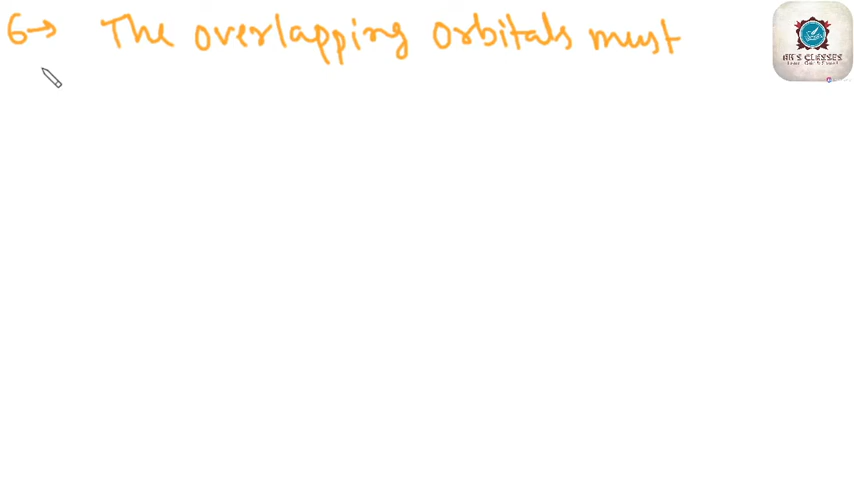 6→ The overlapping orbitals must